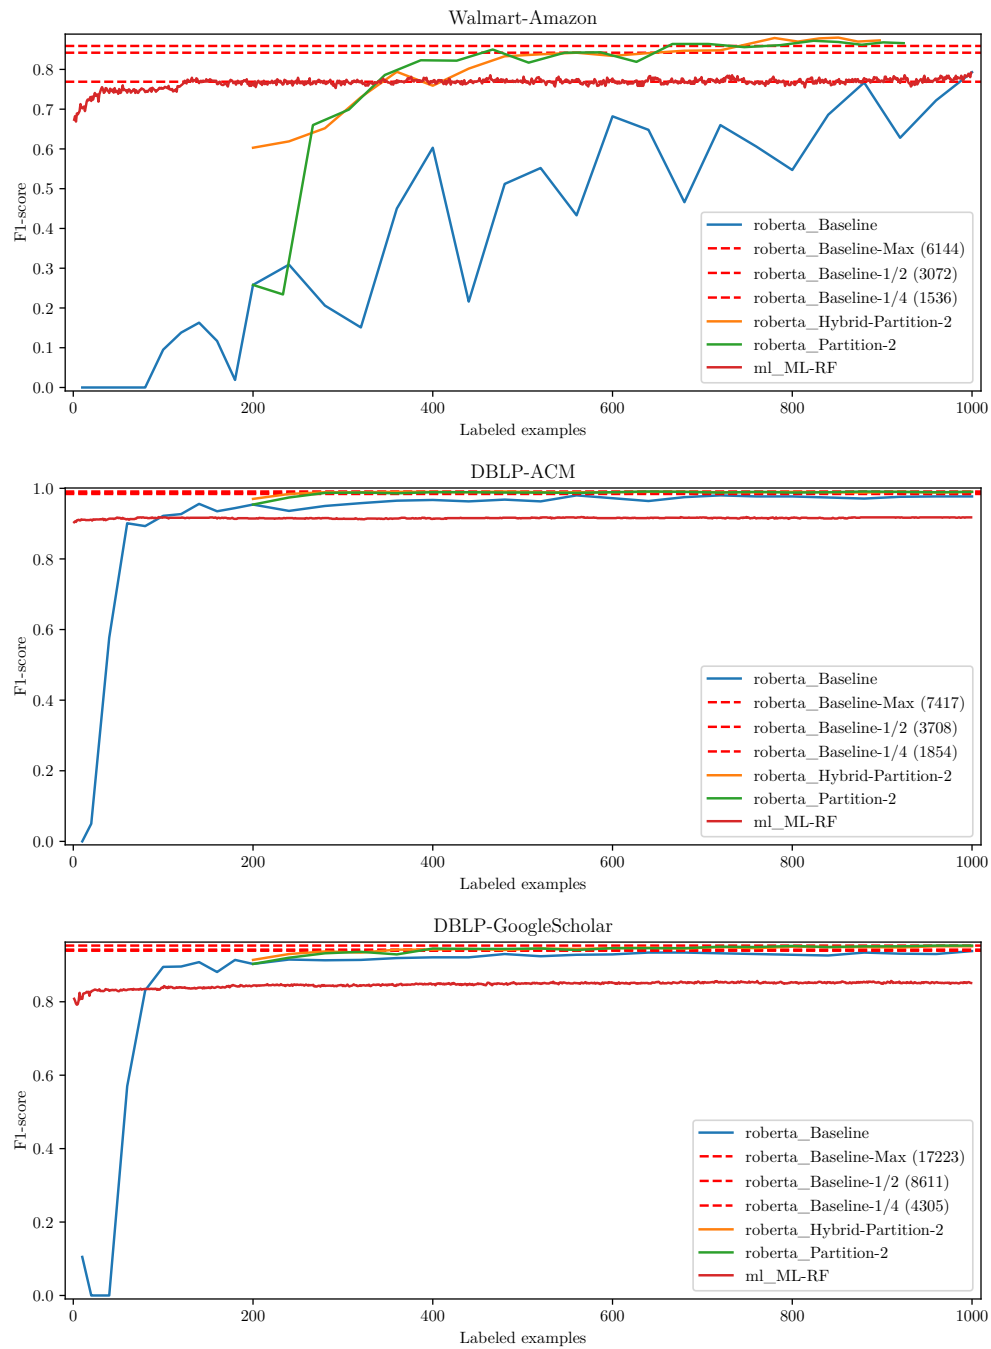 Walmart-Amazon
F1-score
0.8
0.7
0.6
0.5
0.4
0.3
0.2
0.1
0.0
roberta_Baseline
roberta_Baseline-Max (6144)
roberta_Baseline-1/2 (3072)
roberta_Baseline-1/4 (1536)
roberta_Hybrid-Partition-2
roberta_Partition-2
ml_ML-RF
0 200 400 600 800 1000
Labeled examples
DBLP-ACM
F1-score
1.0
0.8
0.6
0.4
0.2
0.0
roberta_Baseline
roberta_Baseline-Max (7417)
roberta_Baseline-1/2 (3708)
roberta_Baseline-1/4 (1854)
roberta_Hybrid-Partition-2
roberta_Partition-2
ml_ML-RF
0 200 400 600 800 1000
Labeled examples
DBLP-GoogleScholar
F1-score
0.8
0.6
0.4
0.2
0.0
roberta_Baseline
roberta_Baseline-Max (17223)
roberta_Baseline-1/2 (8611)
roberta_Baseline-1/4 (4305)
roberta_Hybrid-Partition-2
roberta_Partition-2
ml_ML-RF
0 200 400 600 800 1000
Labeled examples